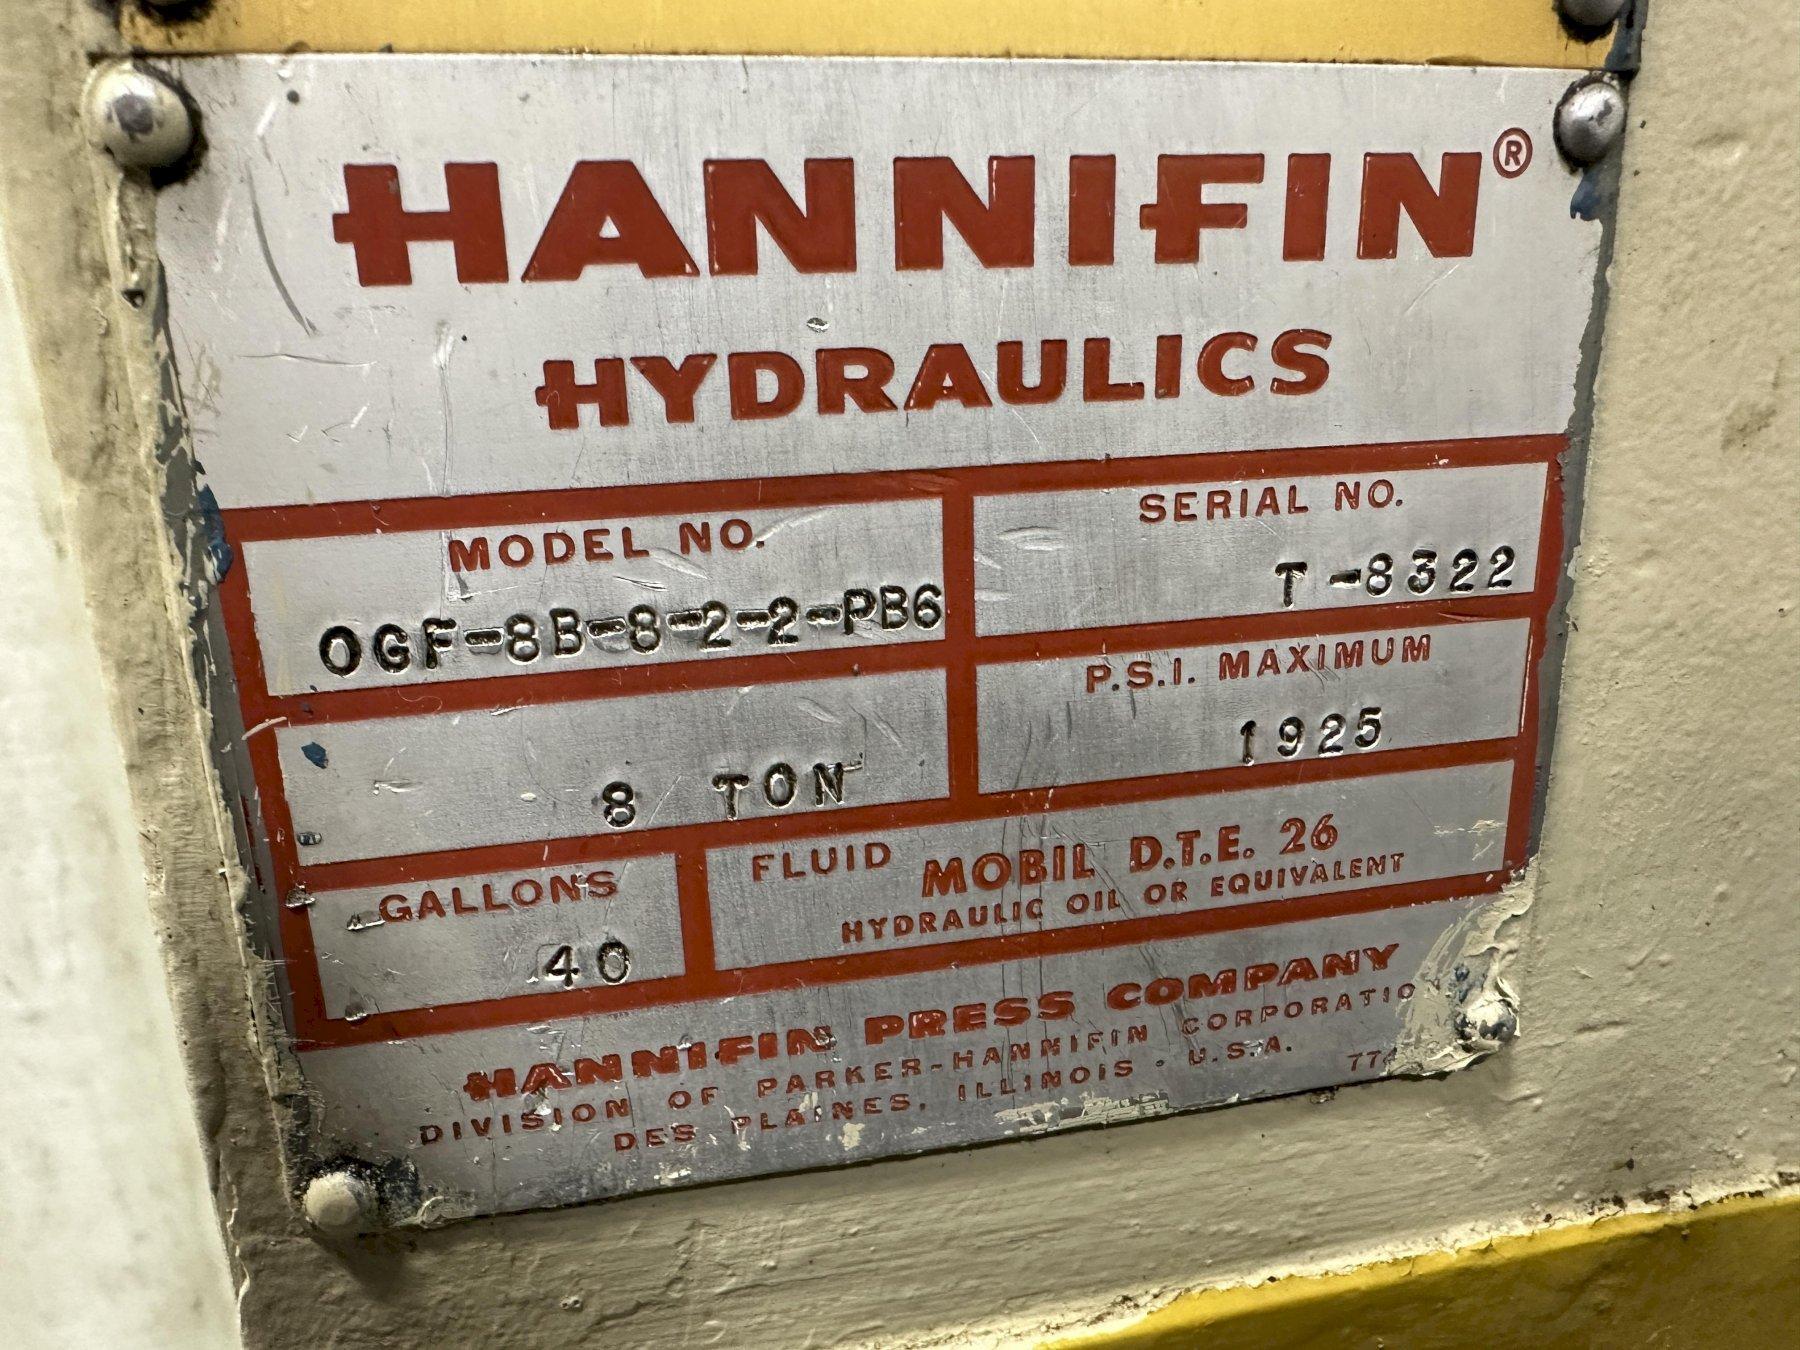 HANNIFIN®
HYDRAULICS
MODEL NO.
OGF-8B-8-2-2-PB6
SERIAL NO.
T-8322
8 TON
P.S.I. MAXIMUM
1925
GALLONS
40
FLUID MOBIL D.T.E. 26
HYDRAULIC OIL OR EQUIVALENT
HANNIFIN PRESS COMPANY
DIVISION OF PARKER-HANNIFIN CORPORATION
DES PLAINES, ILLINOIS · U.S.A.